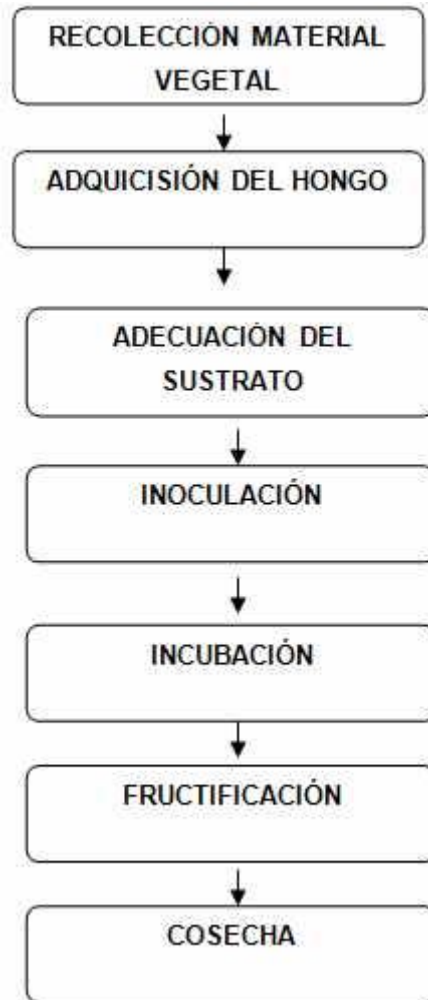 RECOLECCIÓN MATERIAL
VEGETAL
ADQUICISIÓN DEL HONGO
ADECUACIÓN DEL
SUSTRATO
INOCULACIÓN
INCUBACIÓN
FRUCTIFICACIÓN
COSECHA